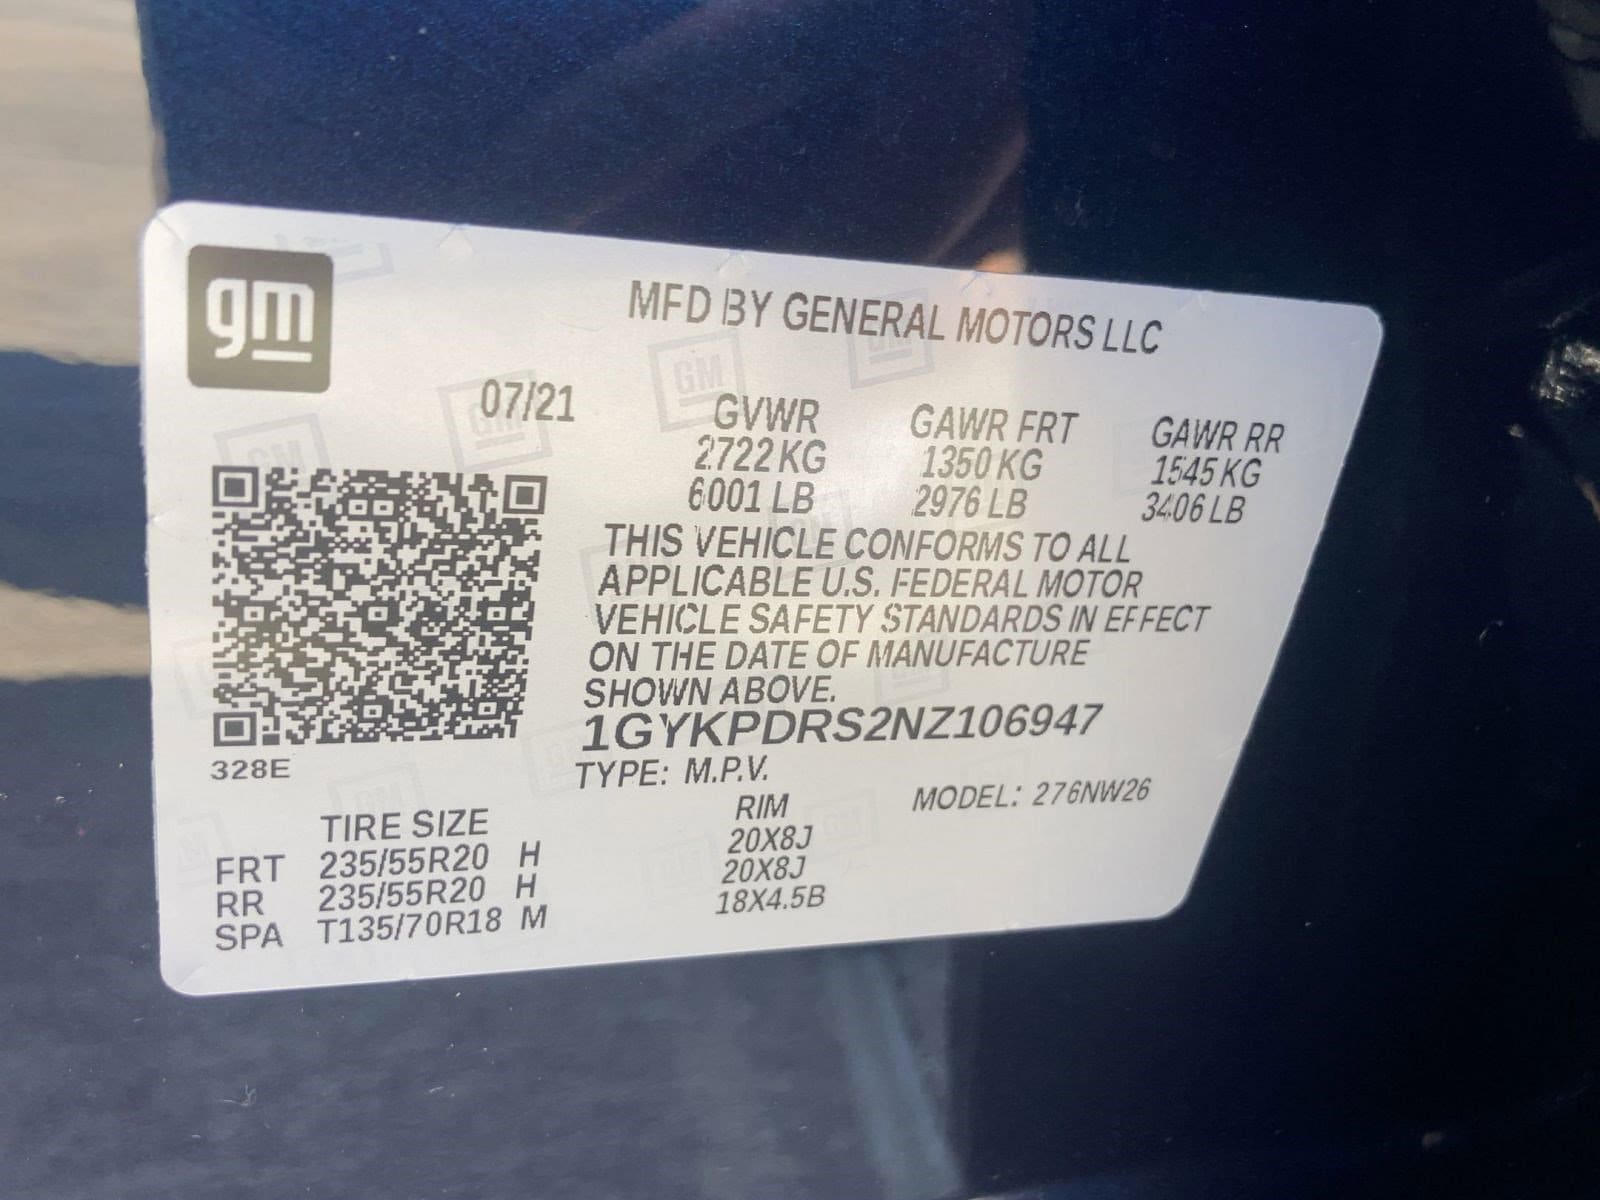 gm
MFD BY GENERAL MOTORS LLC
07/21
GVWR GAWR FRT GAWR RR
2722 KG 1350 KG 1545 KG
6001 LB 2976 LB 3406 LB
THIS VEHICLE CONFORMS TO ALL
APPLICABLE U.S. FEDERAL MOTOR
VEHICLE SAFETY STANDARDS IN EFFECT
ON THE DATE OF MANUFACTURE
SHOWN ABOVE.
1GYKPDRS2NZ106947
328E
TYPE: M.P.V. MODEL: 276NW26
TIRE SIZE RIM
FRT 235/55R20 H 20X8J
RR 235/55R20 H 20X8J
SPA T135/70R18 M 18X4.5B